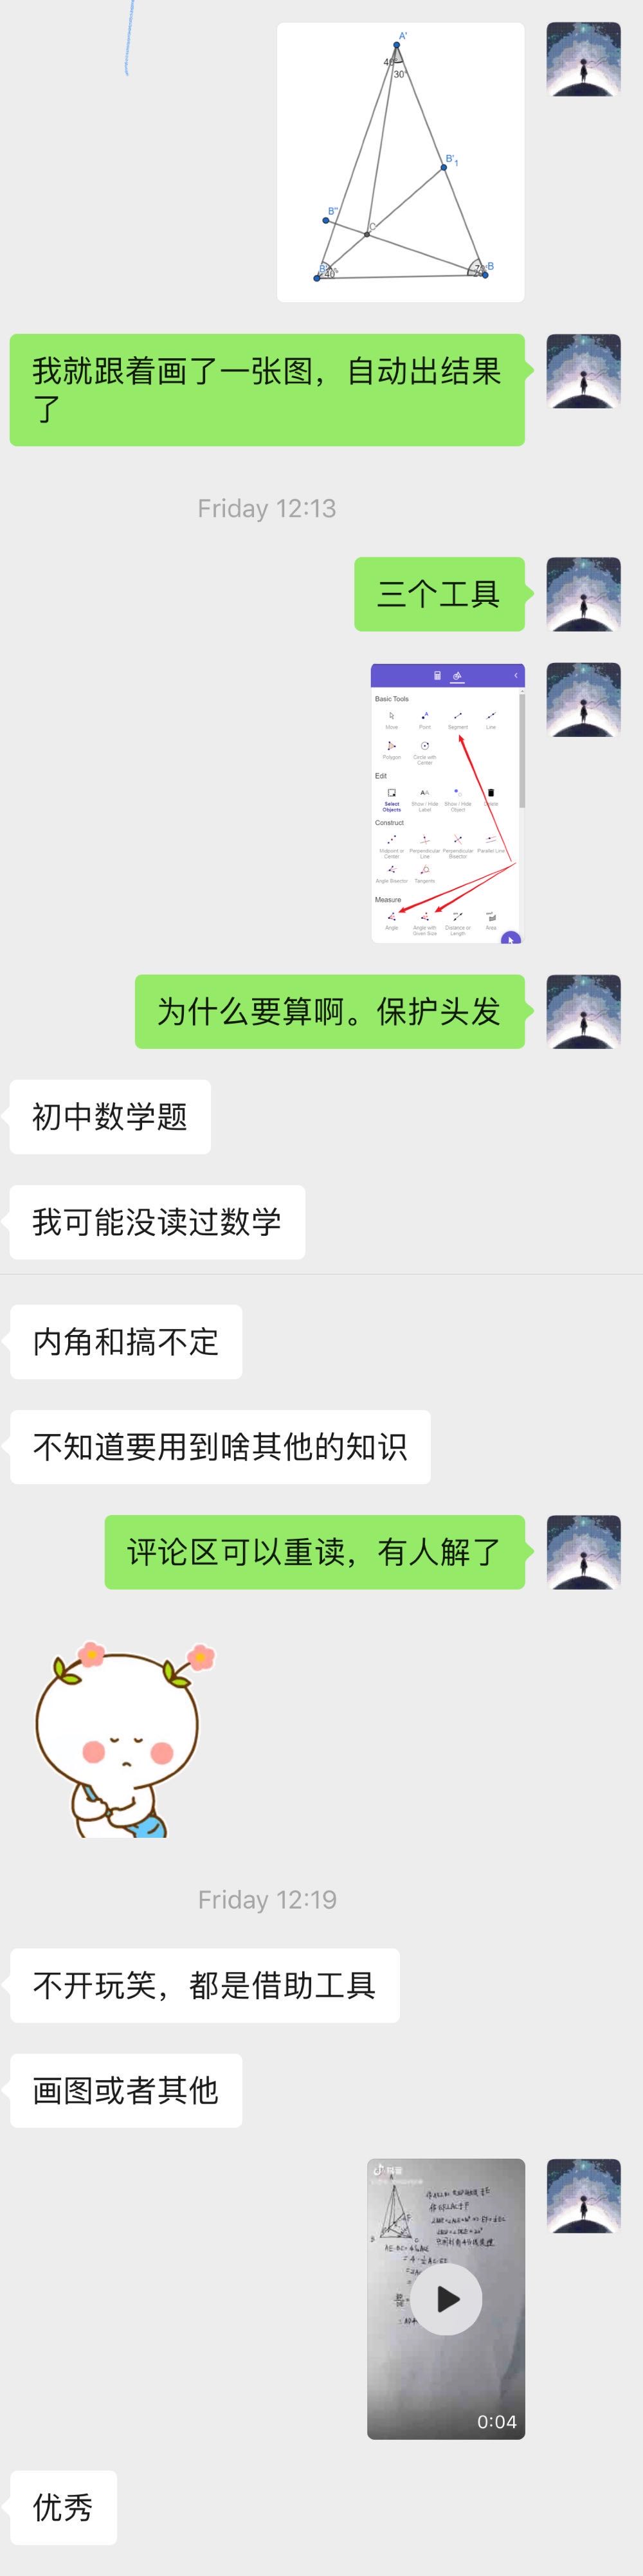 A'
30°
B'1
B"
C
B
我就跟着画了一张图，自动出结果
了
Friday 12:13
三个工具
Basic Tools
Move
Point
Segment
Line
Polygon
Circle with
Center
Edit
Select
Objects
Show / Hide
Label
Show / Hide
Object
Delete
Construct
Midpoint or
Center
Perpendicular
Line
Perpendicular
Bisector
Parallel Line
Angle Bisector
Tangents
Measure
Angle
Angle with
Given Size
Distance or
Length
Area
为什么要算啊。保护头发
初中数学题
我可能没读过数学
内角和搞不定
不知道要用到啥其他的知识
评论区可以重读，有人解了
Friday 12:19
不开玩笑，都是借助工具
画图或者其他
抖音
0:04
优秀